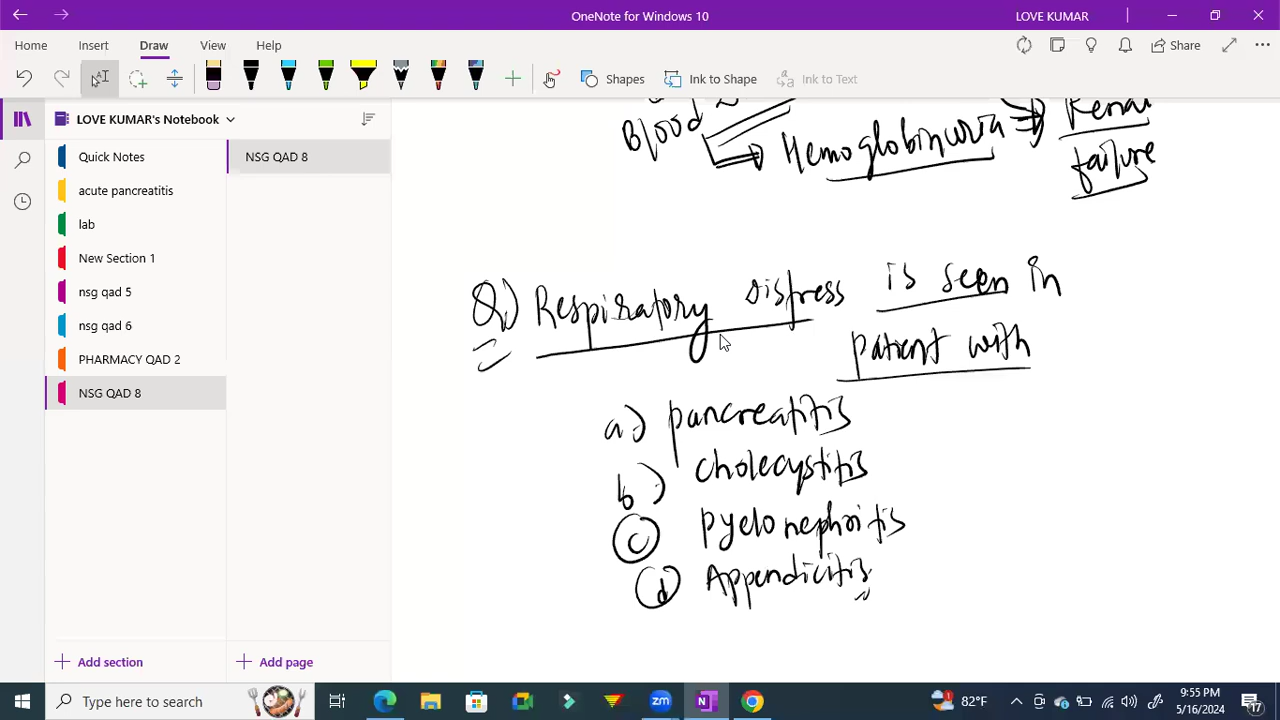 OneNote for Windows 10
LOVE KUMAR
Home Insert Draw View Help
Share
Shapes
Ink to Shape
Ink to Text
LOVE KUMAR's Notebook
Quick Notes
acute pancreatitis
lab
New Section 1
nsg qad 5
nsg qad 6
PHARMACY QAD 2
NSG QAD 8
Add section
NSG QAD 8
Add page
Blood
Hemoglobinuria
Renal
failure
Q.) Respiratory Distress is seen in
patient with
a) pancreatitis
b) cholecystitis
c pyelonephritis
d Appendicitis
Type here to search
82°F
9:55 PM
5/16/2024
17